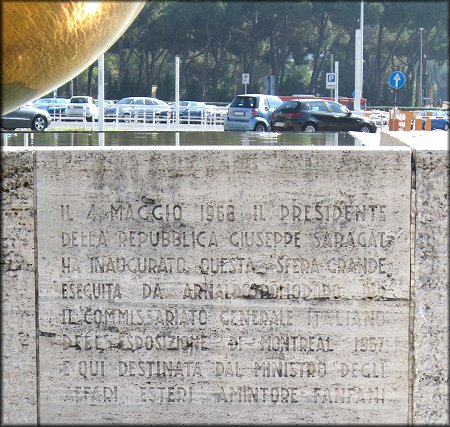 IL 4 MAGGIO 1968 IL PRESIDENTE
DELLA REPUBBLICA GIUSEPPE SARAGAT
HA INAUGURATO QUESTA SFERA GRANDE
ESEGUITA DA ARNALDO POMODORO PER
IL COMMISSARIATO GENERALE ITALIANO
DELL'ESPOSIZIONE DI MONTREAL 1967
E QUI DESTINATA DAL MINISTRO DEGLI
AFFARI ESTERI AMINTORE FANFANI